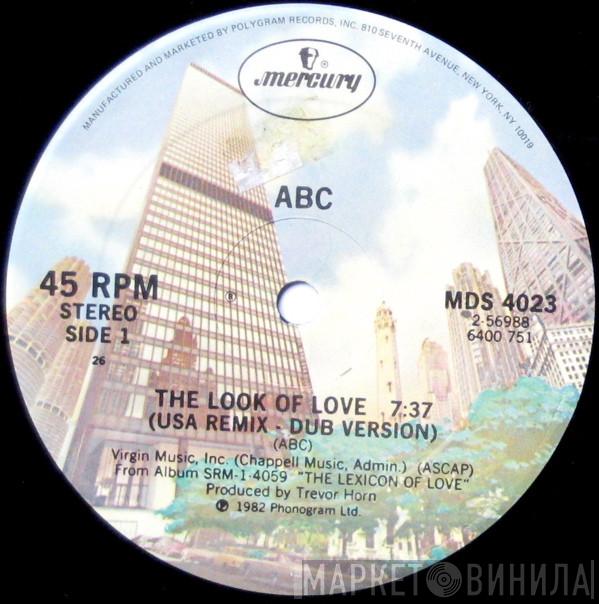 MANUFACTURED AND MARKETED BY POLYGRAM RECORDS, INC. 810 SEVENTH AVENUE, NEW YORK, NY 10019
mercury ®
ABC
45 RPM
STEREO
SIDE 1
26
MDS 4023
2-56988
6400 751
THE LOOK OF LOVE 7:37
(USA REMIX - DUB VERSION)
(ABC)
Virgin Music, Inc. (Chappell Music, Admin.) (ASCAP)
From Album SRM-1-4059 "THE LEXICON OF LOVE"
Produced by Trevor Horn
℗ 1982 Phonogram Ltd.
МАРКЕТ ВИНИЛА